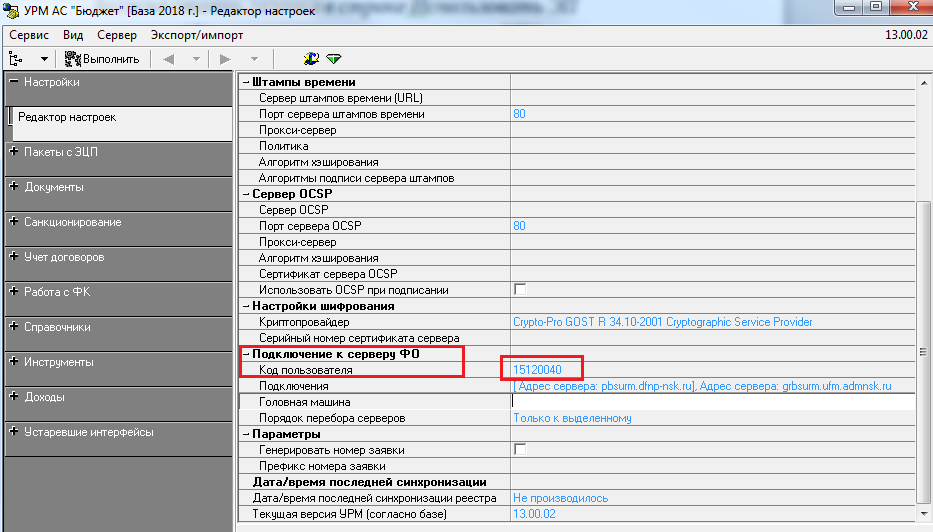 УРМ АС "Бюджет" [База 2018 г.] - Редактор настроек
Сервис Вид Сервер Экспорт/импорт 13.00.02
Выполнить
Настройки
Редактор настроек
Пакеты с ЭЦП
Документы
Санкционирование
Учет договоров
Работа с ФК
Справочники
Инструменты
Доходы
Устаревшие интерфейсы
Штампы времени
Сервер штампов времени (URL)
Порт сервера штампов времени 80
Прокси-сервер
Политика
Алгоритм хэширования
Алгоритмы подписи сервера штампов
Сервер OCSP
Сервер OCSP
Порт сервера OCSP 80
Прокси-сервер
Алгоритм хэширования
Сертификат сервера OCSP
Использовать OCSP при подписании
Настройки шифрования
Криптопровайдер Crypto-Pro GOST R 34.10-2001 Cryptographic Service Provider
Серийный номер сертификата сервера
Подключение к серверу ФО
Код пользователя 15120040
Подключения [ Адрес сервера: pbsurm.dfnp-nsk.ru], Адрес сервера: grbsurm.ufm.admnsk.ru
Головная машина
Порядок перебора серверов Только к выделенному
Параметры
Генерировать номер заявки
Префикс номера заявки
Дата/время последней синхронизации
Дата/время последней синхронизации реестра Не производилось
Текущая версия УРМ (согласно базе) 13.00.02